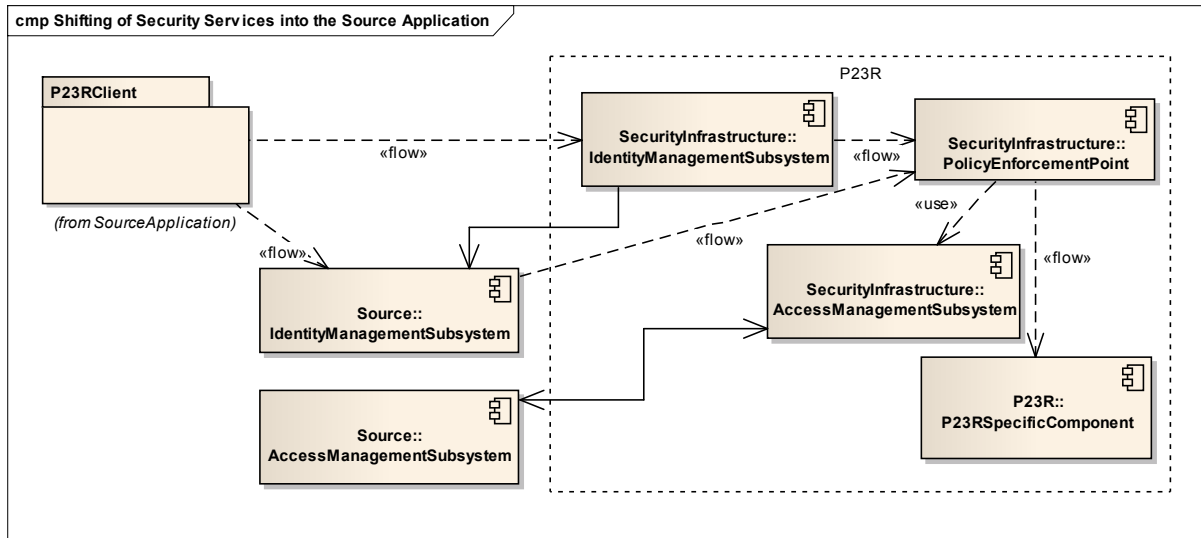 cmp Shifting of Security Services into the Source Application
P23R
P23RClient
SecurityInfrastructure::
IdentityManagementSubsystem
SecurityInfrastructure::
PolicyEnforcementPoint
«flow»
«flow»
(from SourceApplication)
«use»
«flow»
«flow»
«flow»
Source::
IdentityManagementSubsystem
SecurityInfrastructure::
AccessManagementSubsystem
P23R::
P23RSpecificComponent
Source::
AccessManagementSubsystem